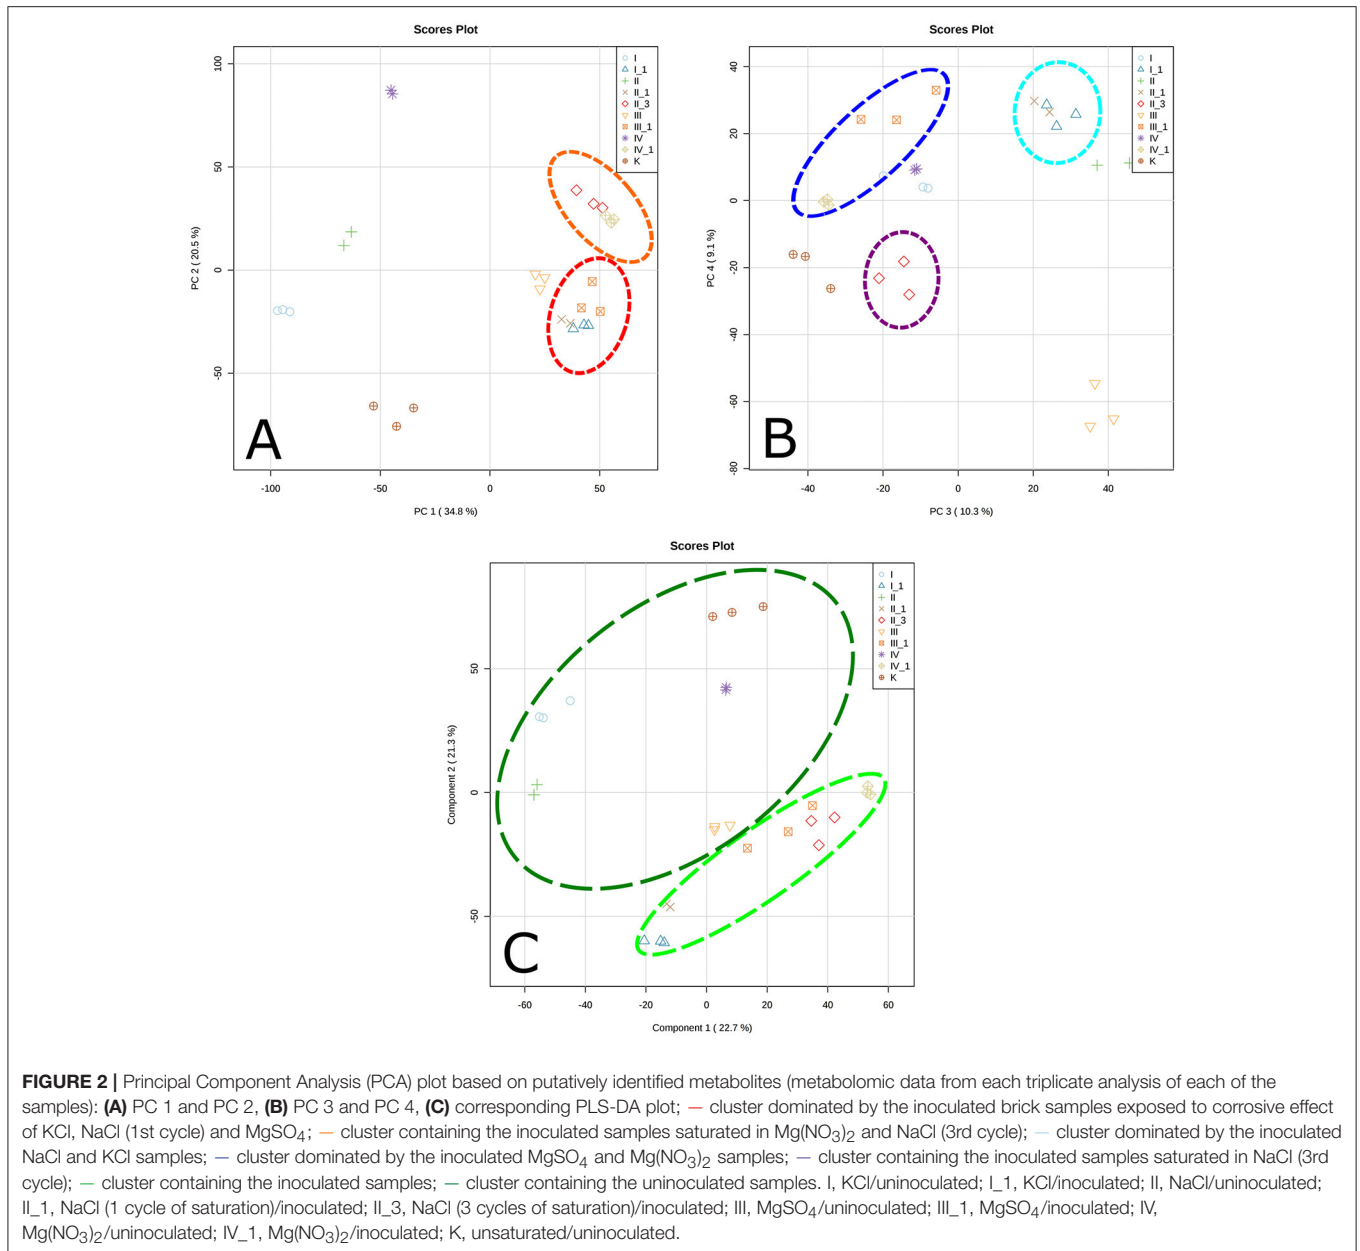 Scores Plot
100
50
0
-50
-100
-50
0
50
PC 2 ( 20.5 %)
PC 1 ( 34.8 %)
I
I_1
II
II_1
II_3
III
III_1
IV
IV_1
K
A
Scores Plot
40
20
0
-20
-40
-60
-80
-40
-20
0
20
40
PC 4 ( 9.1 %)
PC 3 ( 10.3 %)
I
I_1
II
II_1
II_3
III
III_1
IV
IV_1
K
B
Scores Plot
50
0
-50
-60
-40
-20
0
20
40
60
Component 2 ( 21.3 %)
Component 1 ( 22.7 %)
I
I_1
II
II_1
II_3
III
III_1
IV
IV_1
K
C
FIGURE 2 | Principal Component Analysis (PCA) plot based on putatively identified metabolites (metabolomic data from each triplicate analysis of each of the
samples): (A) PC 1 and PC 2, (B) PC 3 and PC 4, (C) corresponding PLS-DA plot; — cluster dominated by the inoculated brick samples exposed to corrosive effect
of KCl, NaCl (1st cycle) and MgSO₄; — cluster containing the inoculated samples saturated in Mg(NO₃)₂ and NaCl (3rd cycle); — cluster dominated by the inoculated
NaCl and KCl samples; — cluster dominated by the inoculated MgSO₄ and Mg(NO₃)₂ samples; — cluster containing the inoculated samples saturated in NaCl (3rd
cycle); — cluster containing the inoculated samples; — cluster containing the uninoculated samples. I, KCl/uninoculated; I_1, KCl/inoculated; II, NaCl/uninoculated;
II_1, NaCl (1 cycle of saturation)/inoculated; II_3, NaCl (3 cycles of saturation)/inoculated; III, MgSO₄/uninoculated; III_1, MgSO₄/inoculated; IV,
Mg(NO₃)₂/uninoculated; IV_1, Mg(NO₃)₂/inoculated; K, unsaturated/uninoculated.